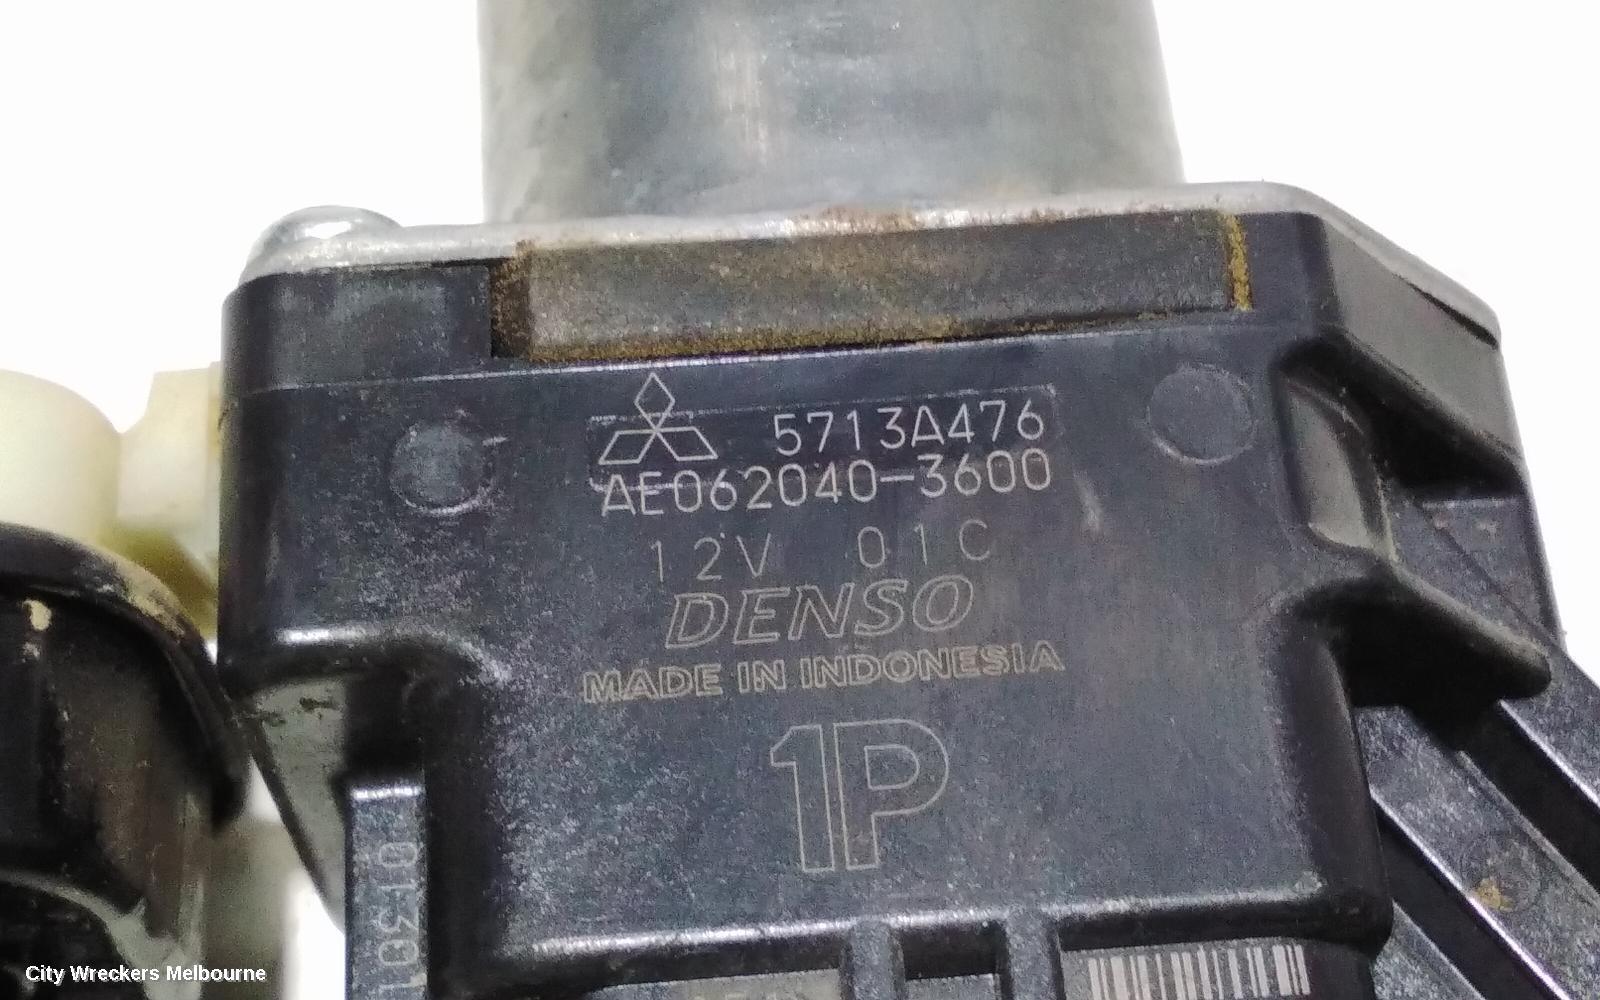 5713A476
AE062040-3600
12V 01C
DENSO
MADE IN INDONESIA
1P
City Wreckers Melbourne